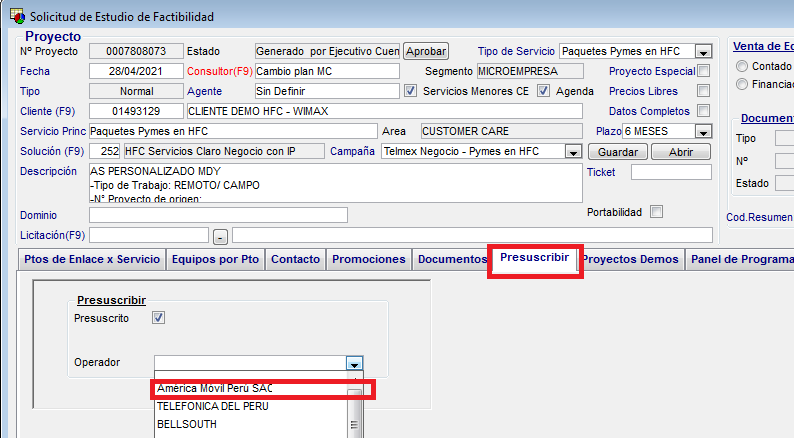 Solicitud de Estudio de Factibilidad
Proyecto
Nº Proyecto 0007808073 Estado Generado por Ejecutivo Cuen Aprobar Tipo de Servicio Paquetes Pymes en HFC
Venta de Ec
Fecha 28/04/2021 Consultor(F9) Cambio plan MC Segmento MICROEMPRESA Proyecto Especial
Contado
Tipo Normal Agente Sin Definir Servicios Menores CE Agenda Precios Libres
Financiac
Cliente (F9) 01493129 CLIENTE DEMO HFC - WIMAX Datos Completos
Document
Servicio Princ Paquetes Pymes en HFC Area CUSTOMER CARE Plazo 6 MESES
Tipo
Solución (F9) 252 HFC Servicios Claro Negocio con IP Campaña Telmex Negocio - Pymes en HFC Guardar Abrir
Nº
Descripción AS PERSONALIZADO MDY Ticket
-Tipo de Trabajo: REMOTO/ CAMPO
Estado
-N° Proyecto de origen:
Dominio Portabilidad
Cod.Resumen
Licitación(F9) -
Ptos de Enlace x Servicio Equipos por Pto Contacto Promociones Documentos Presuscribir Proyectos Demos Panel de Programa
Presuscribir
Presuscrito
Operador
América Móvil Perú SAC
TELEFONICA DEL PERU
BELLSOUTH